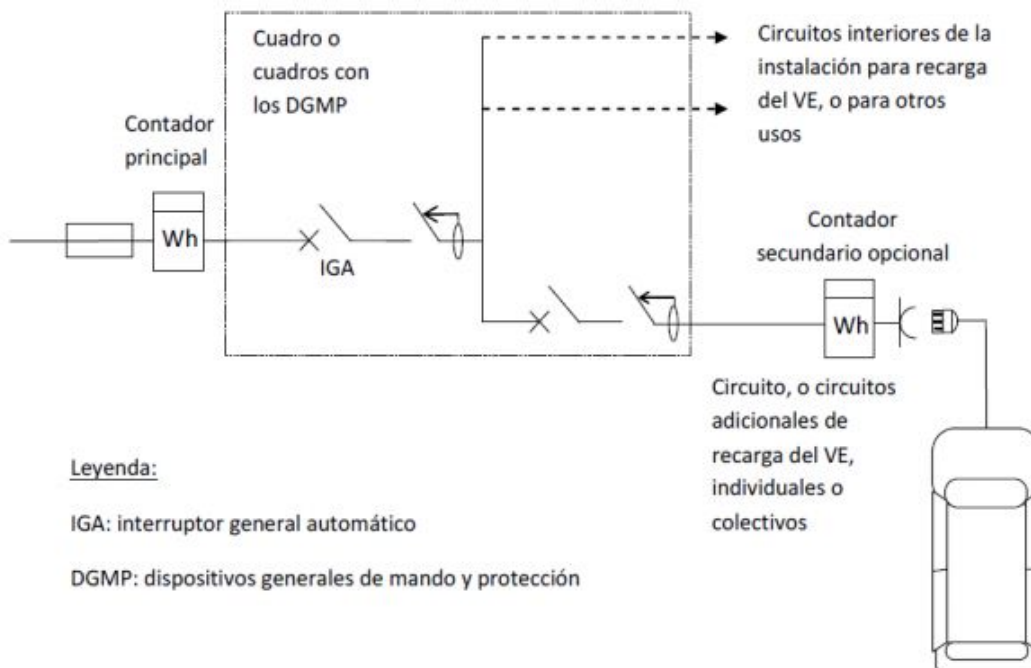 Cuadro o
cuadros con
los DGMP
Circuitos interiores de la
instalación para recarga
del VE, o para otros
usos
Contador
principal
Wh
IGA
Contador
secundario opcional
Wh
Circuito, o circuitos
adicionales de
recarga del VE,
individuales o
colectivos
Leyenda:
IGA: interruptor general automático
DGMP: dispositivos generales de mando y protección